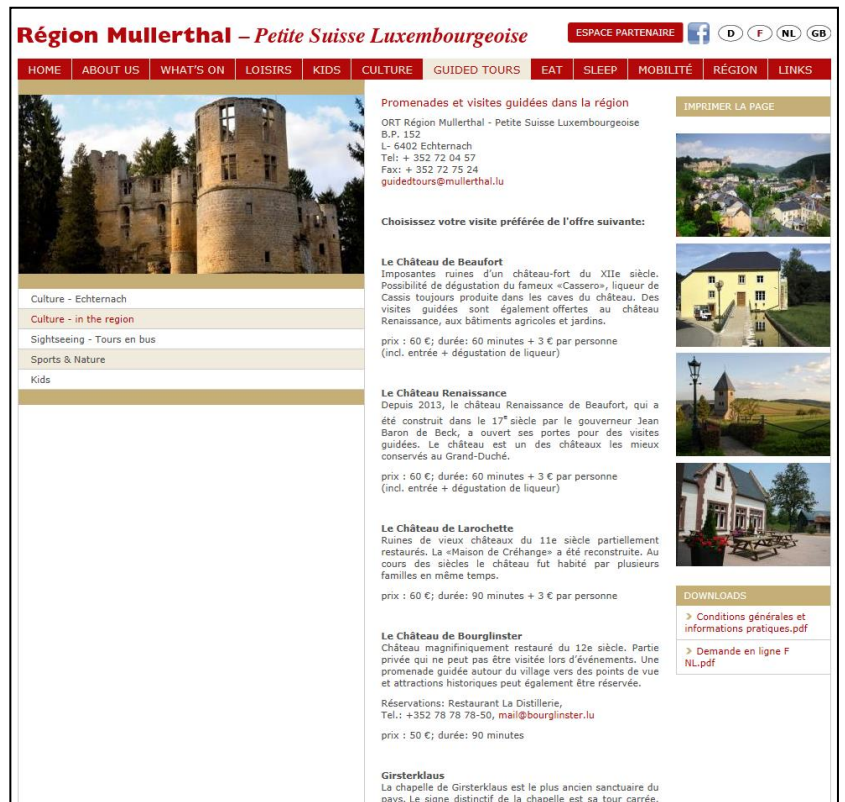 Région Mullerthal – Petite Suisse Luxembourgeoise
ESPACE PARTENAIRE
f
D F NL GB
HOME ABOUT US WHAT'S ON LOISIRS KIDS CULTURE GUIDED TOURS EAT SLEEP MOBILITÉ RÉGION LINKS
Culture - Echternach
Culture - in the region
Sightseeing - Tours en bus
Sports & Nature
Kids
Promenades et visites guidées dans la région
ORT Région Mullerthal - Petite Suisse Luxembourgeoise
B.P. 152
L- 6402 Echternach
Tel: + 352 72 04 57
Fax: + 352 72 75 24
guidedtours@mullerthal.lu
Choisissez votre visite préférée de l'offre suivante:
Le Château de Beaufort
Imposantes ruines d'un château-fort du XIIe siècle.
Possibilité de dégustation du fameux «Cassero», liqueur de
Cassis toujours produite dans les caves du château. Des
visites guidées sont également offertes au château
Renaissance, aux bâtiments agricoles et jardins.
prix : 60 €; durée: 60 minutes + 3 € par personne
(incl. entrée + dégustation de liqueur)
Le Château Renaissance
Depuis 2013, le château Renaissance de Beaufort, qui a
été construit dans le 17e siècle par le gouverneur Jean
Baron de Beck, a ouvert ses portes pour des visites
guidées. Le château est un des châteaux les mieux
conservés au Grand-Duché.
prix : 60 €; durée: 60 minutes + 3 € par personne
(incl. entrée + dégustation de liqueur)
Le Château de Larochette
Ruines de vieux châteaux du 11e siècle partiellement
restaurés. La «Maison de Créhange» a été reconstruite. Au
cours des siècles le château fut habité par plusieurs
familles en même temps.
prix : 60 €; durée: 90 minutes + 3 € par personne
Le Château de Bourglinster
Château magnifiquement restauré du 12e siècle. Partie
privée qui ne peut pas être visitée lors d'événements. Une
promenade guidée autour du village vers des points de vue
et attractions historiques peut également être réservée.
Réservations: Restaurant La Distillerie,
Tel.: +352 78 78 78-50, mail@bourglinster.lu
prix : 50 €; durée: 90 minutes
Girsterklaus
La chapelle de Girsterklaus est le plus ancien sanctuaire du
pays. Le signe distinctif de la chapelle est sa tour carrée,
IMPRIMER LA PAGE
DOWNLOADS
> Conditions générales et
informations pratiques.pdf
> Demande en ligne F
NL.pdf